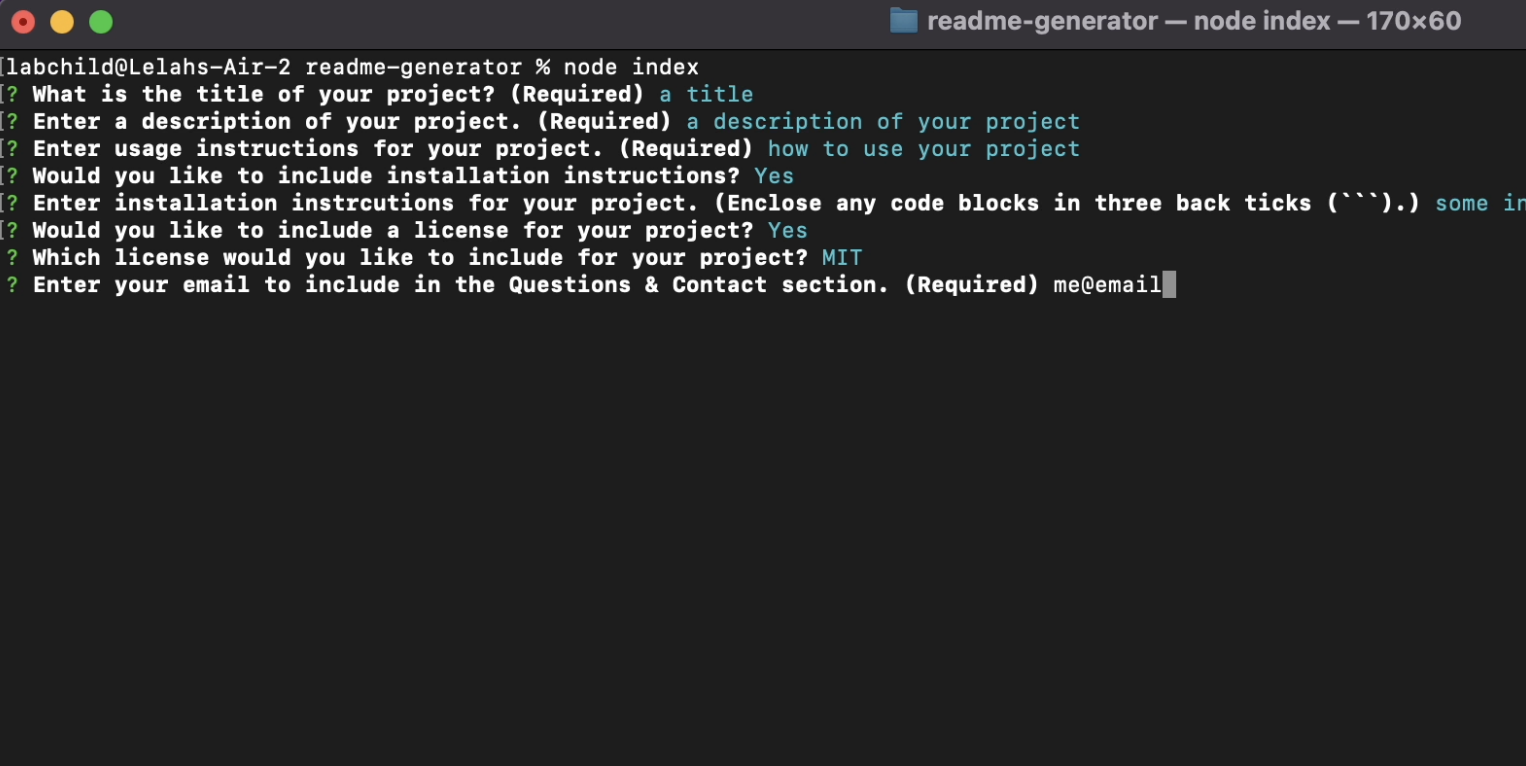 readme-generator — node index — 170×60
[labchild@Lelahs-Air-2 readme-generator % node index
[? What is the title of your project? (Required) a title
[? Enter a description of your project. (Required) a description of your project
[? Enter usage instructions for your project. (Required) how to use your project
[? Would you like to include installation instructions? Yes
[? Enter installation instrcutions for your project. (Enclose any code blocks in three back ticks (```).) some in
[? Would you like to include a license for your project? Yes
? Which license would you like to include for your project? MIT
? Enter your email to include in the Questions & Contact section. (Required) me@email